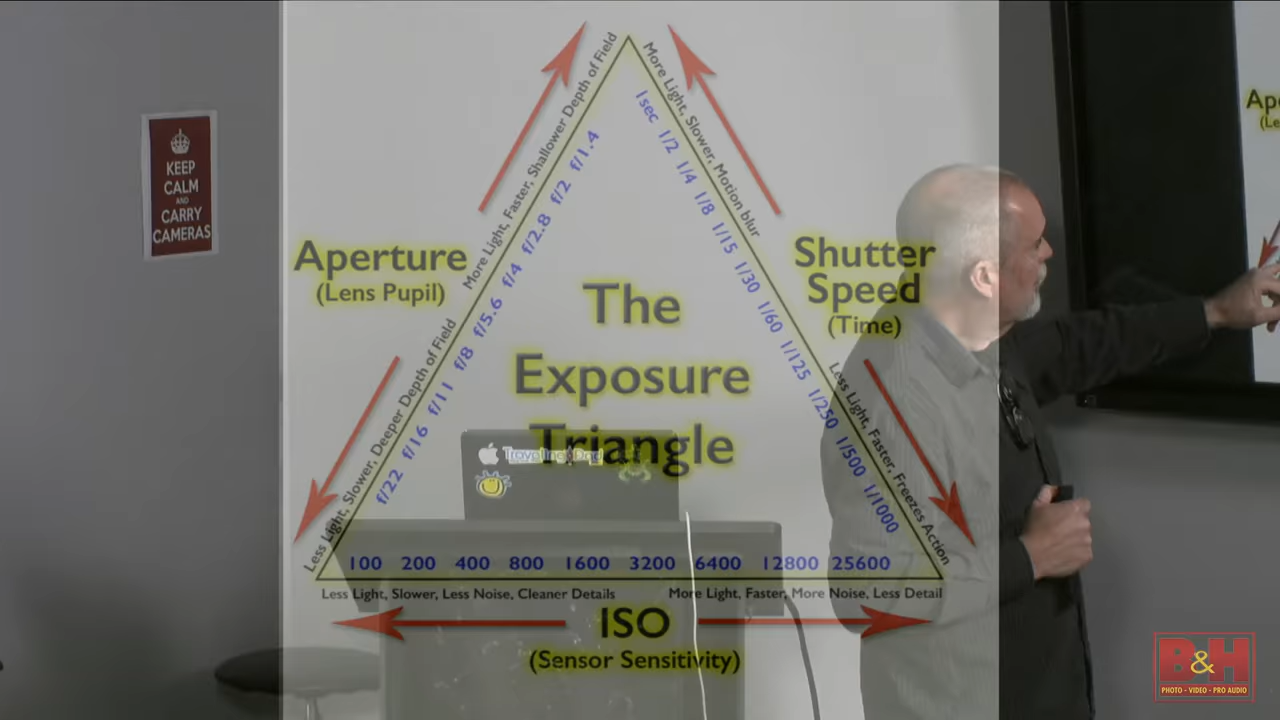 KEEP
CALM
AND
CARRY
CAMERAS
Aperture
(Lens Pupil)
More Light, Faster, Shallower Depth of Field
Less Light, Slower, Deeper Depth of Field
f/1.4
f/2
f/2.8
f/4
f/5.6
f/8
f/11
f/16
f/22
The
Exposure
Triangle
More Light, Slower, Motion blur
1sec
1/2
1/4
1/8
1/15
1/30
1/60
1/125
1/250
1/500
1/1000
Shutter
Speed
(Time)
Less Light, Faster, Freezes Action
100 200 400 800 1600 3200 6400 12800 25600
Less Light, Slower, Less Noise, Cleaner Details
More Light, Faster, More Noise, Less Detail
ISO
(Sensor Sensitivity)
B&H
PHOTO - VIDEO - PRO AUDIO